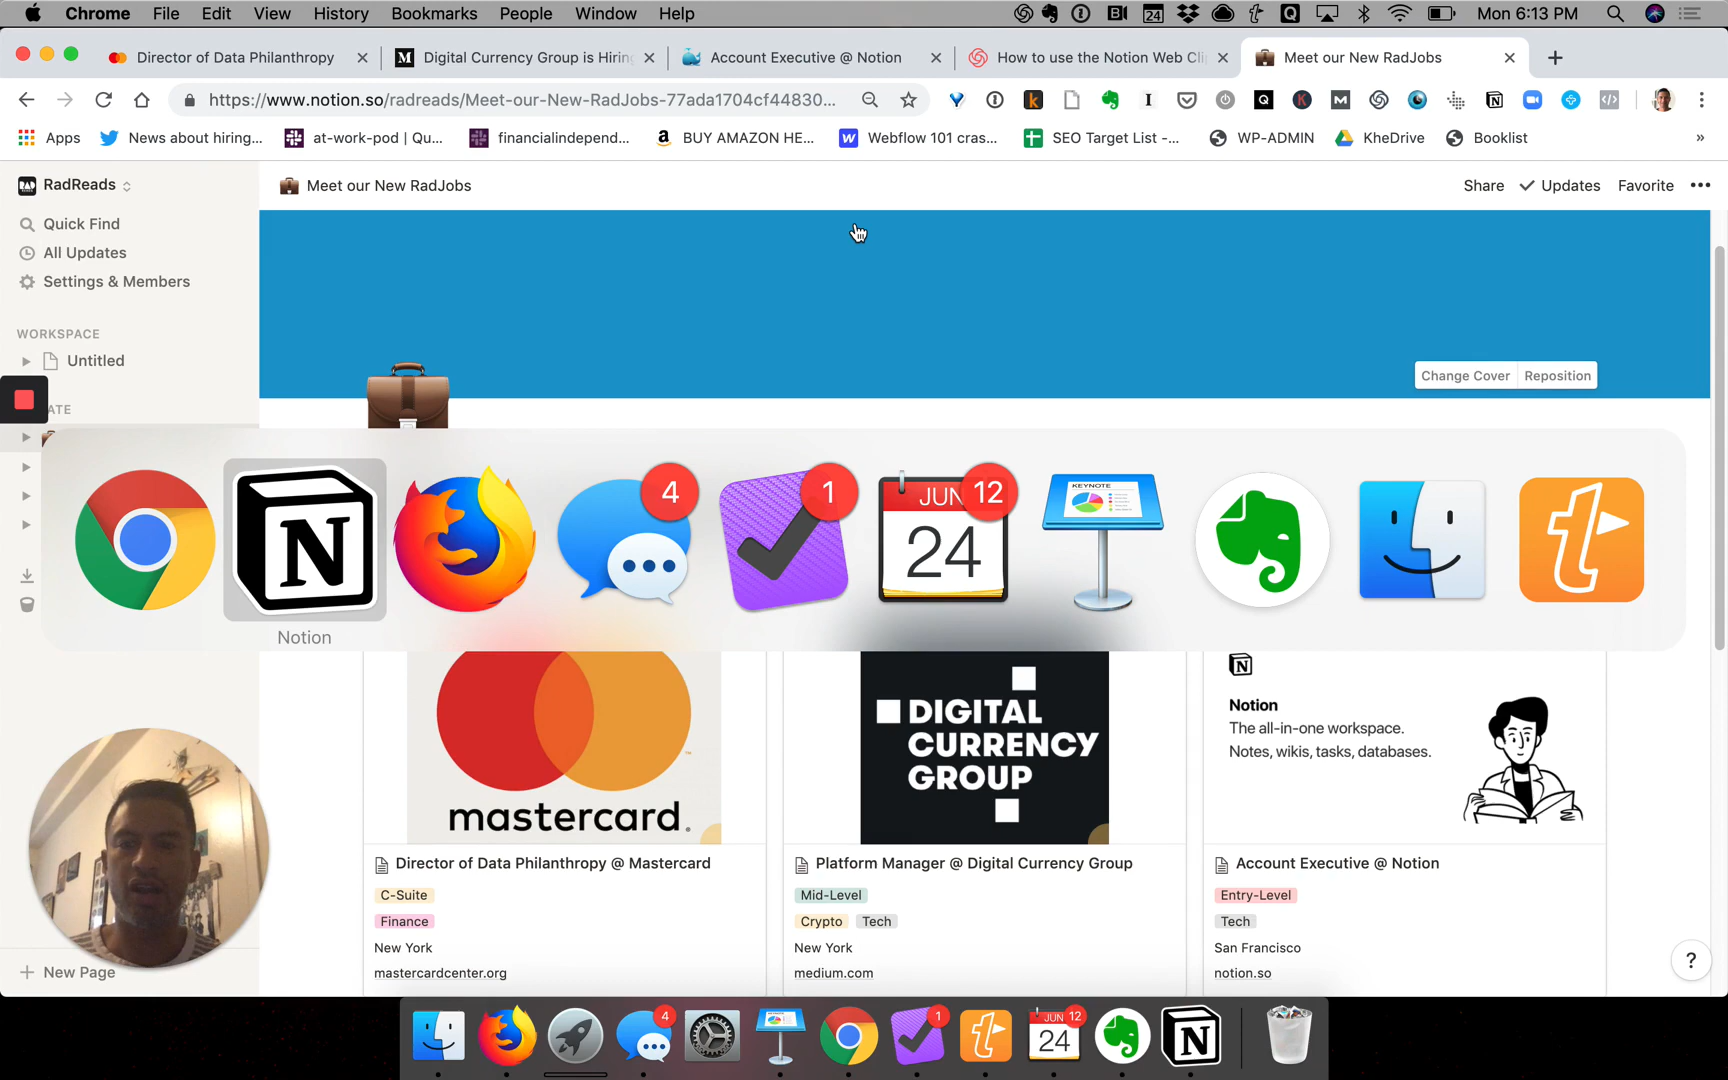 Chrome File Edit View History Bookmarks People Window Help
24 Mon 6:13 PM
Director of Data Philanthropy
Digital Currency Group is Hirin
Account Executive @ Notion
How to use the Notion Web Cli
Meet our New RadJobs
https://www.notion.so/radreads/Meet-our-New-RadJobs-77ada1704cf44830...
Apps
News about hiring...
at-work-pod | Qu...
financialindepend...
BUY AMAZON HE...
Webflow 101 cras...
SEO Target List -...
WP-ADMIN
KheDrive
Booklist
»
RadReads
Meet our New RadJobs
Share Updates Favorite •••
Quick Find
All Updates
Settings & Members
WORKSPACE
Untitled
ATE
Change Cover Reposition
4
1
JUN 12
24
KEYNOTE
N
t
Notion
mastercard.
DIGITAL
CURRENCY
GROUP
Notion
The all-in-one workspace.
Notes, wikis, tasks, databases.
Director of Data Philanthropy @ Mastercard
C-Suite
Finance
New York
mastercardcenter.org
Platform Manager @ Digital Currency Group
Mid-Level
Crypto Tech
New York
medium.com
Account Executive @ Notion
Entry-Level
Tech
San Francisco
notion.so
New Page
?
4
1
JUN 12
24